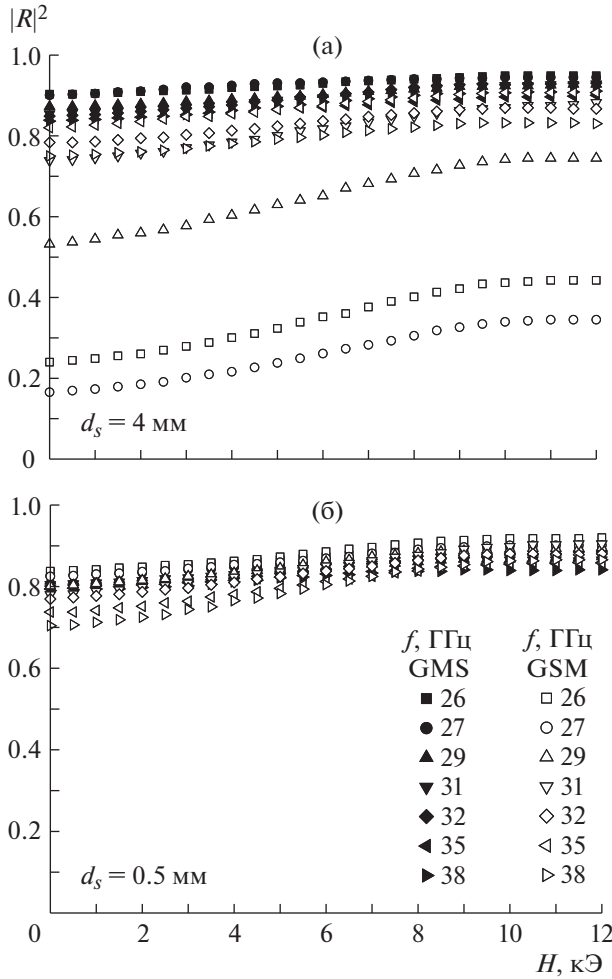 |R|²
(а)
1.0
0.8
0.6
0.4
0.2
0
d_s = 4 мм
(б)
1.0
0.8
0.6
0.4
0.2
f, ГГц f, ГГц
GMS GSM
■ 26 □ 26
● 27 ○ 27
▲ 29 △ 29
▼ 31 ▽ 31
◆ 32 ◇ 32
◀ 35 ◁ 35
▶ 38 ▷ 38
d_s = 0.5 мм
0 2 4 6 8 10 12
H, кЭ